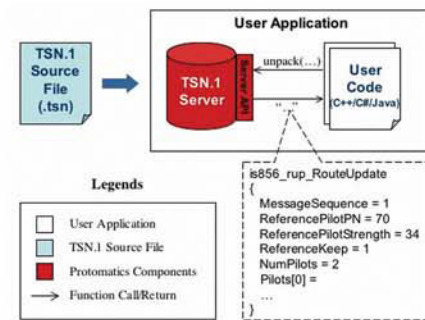 User Application
TSN.1
Source
File
(.tsn)
TSN.1
Server
Server API
unpack(...)
"..."
User
Code
(C++/C#/Java)
is856_rup_RouteUpdate
{
MessageSequence = 1
ReferencePilotPN = 70
ReferencePilotStrength = 34
ReferenceKeep = 1
NumPilots = 2
Pilots[0] =
...
}
Legends
User Application
TSN.1 Source File
Protomatics Components
Function Call/Return